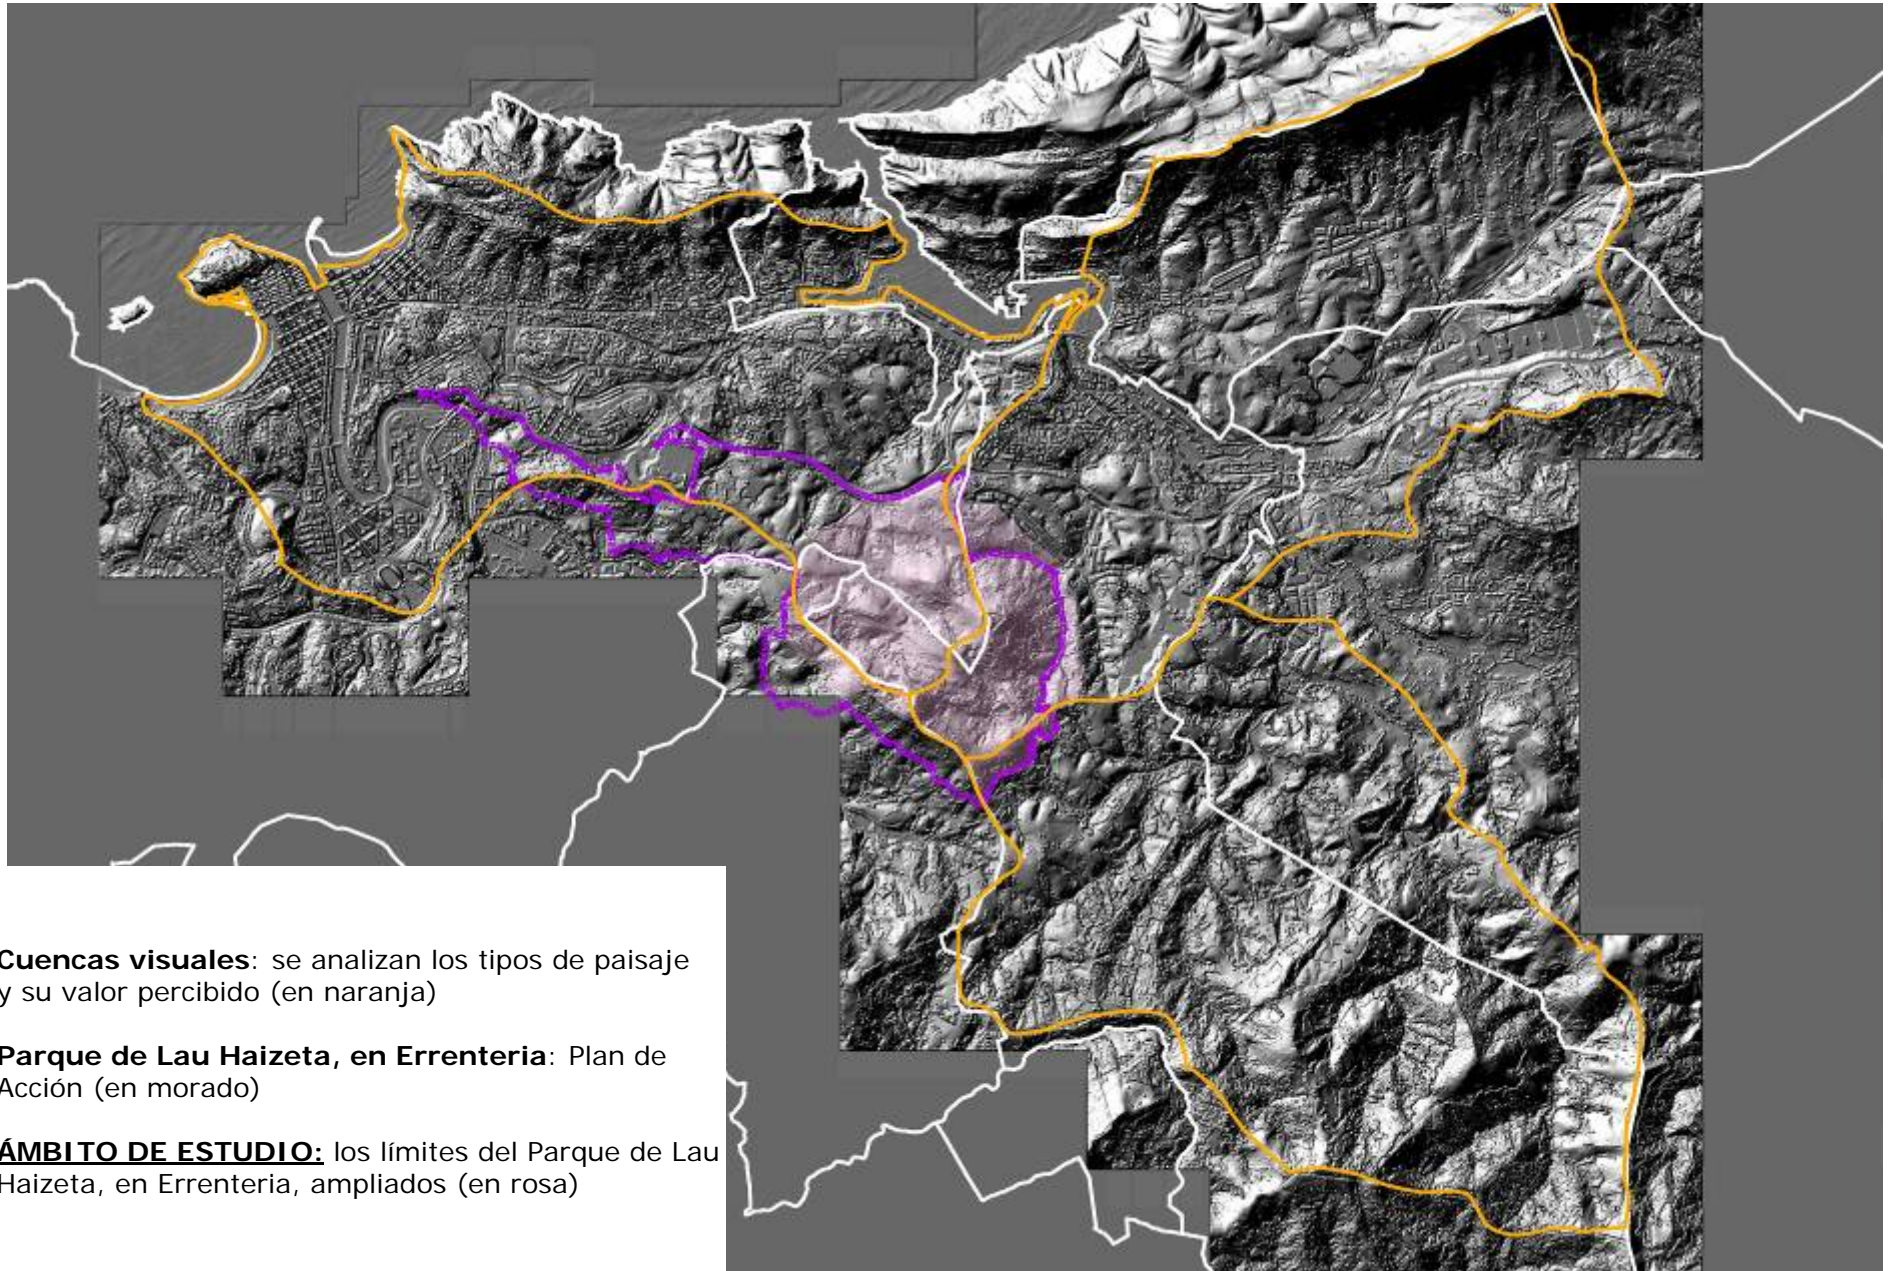 Cuencas visuales: se analizan los tipos de paisaje
y su valor percibido (en naranja)
Parque de Lau Haizeta, en Errenteria: Plan de
Acción (en morado)
ÁMBITO DE ESTUDIO: los límites del Parque de Lau
Haizeta, en Errenteria, ampliados (en rosa)